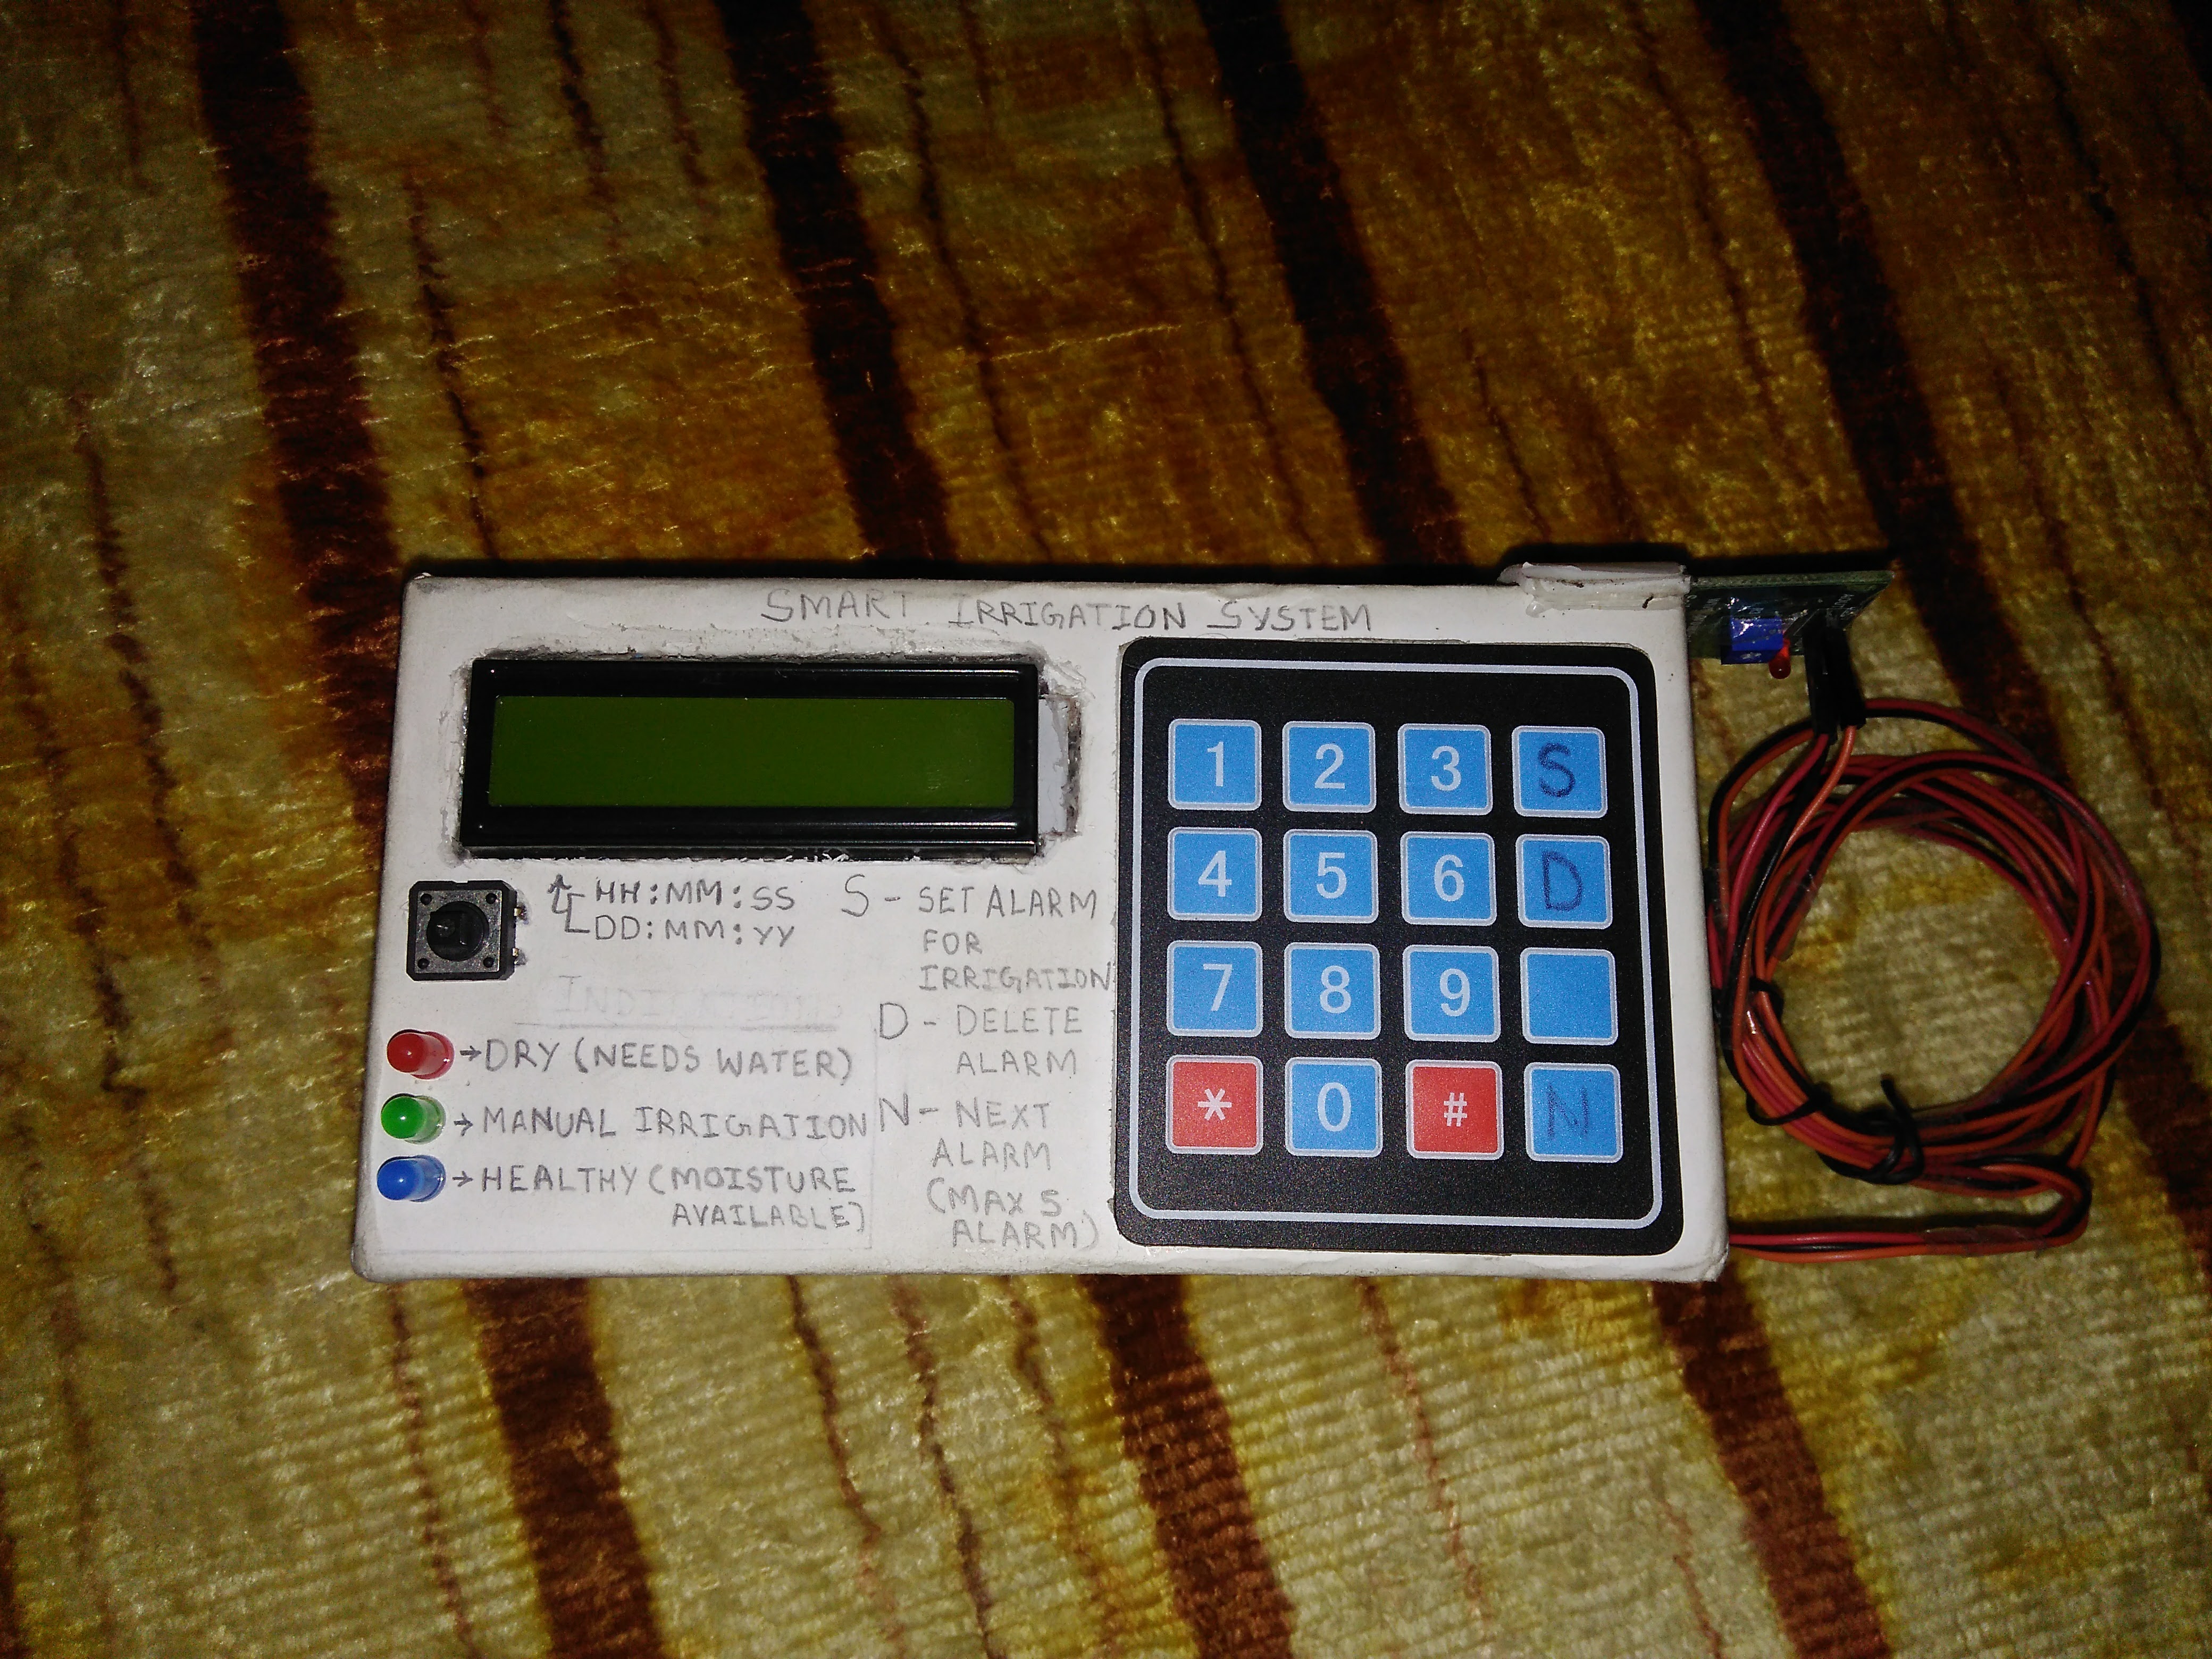 SMART IRRIGATION SYSTEM
HH:MM:SS
DD:MM:YY
DRY (NEEDS WATER)
MANUAL IRRIGATION
HEALTHY (MOISTURE
AVAILABLE)
S - SET ALARM
FOR
IRRIGATION
D - DELETE
ALARM
N - NEXT
ALARM
(MAX 5
ALARM)
1 2 3 S
4 5 6 D
7 8 9
* 0 # N